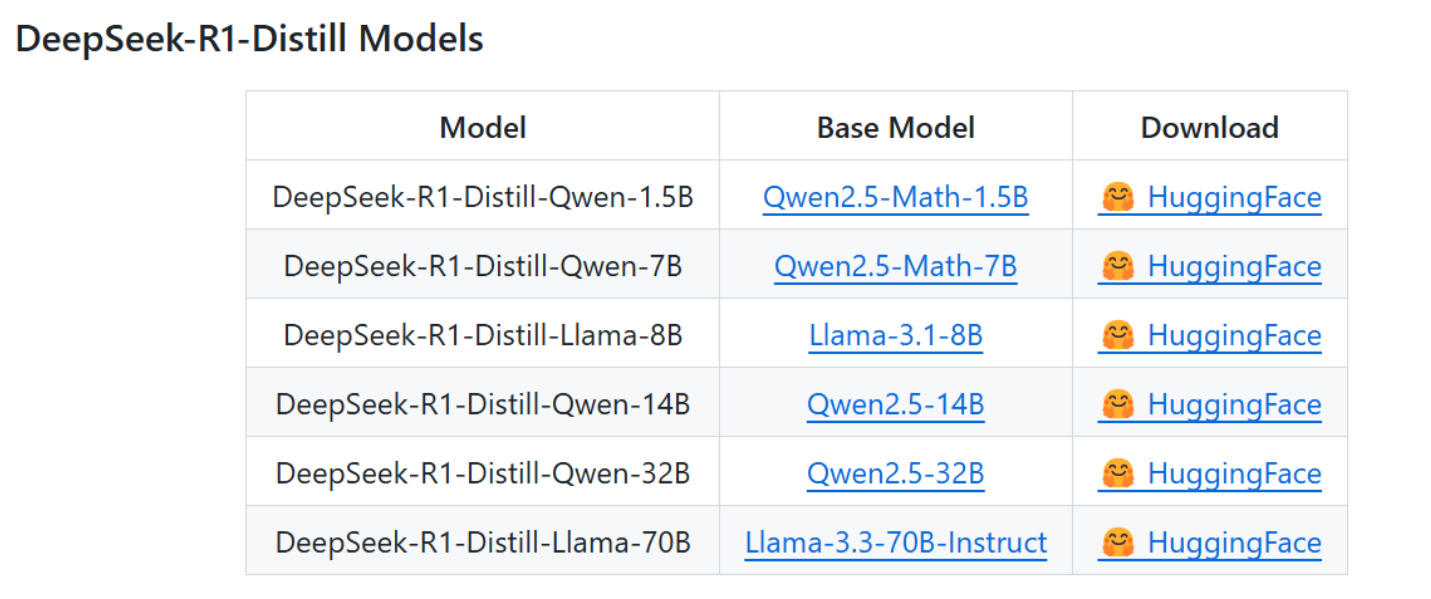 DeepSeek-R1-Distill Models
Model Base Model Download
DeepSeek-R1-Distill-Qwen-1.5B Qwen2.5-Math-1.5B 🤗 HuggingFace
DeepSeek-R1-Distill-Qwen-7B Qwen2.5-Math-7B 🤗 HuggingFace
DeepSeek-R1-Distill-Llama-8B Llama-3.1-8B 🤗 HuggingFace
DeepSeek-R1-Distill-Qwen-14B Qwen2.5-14B 🤗 HuggingFace
DeepSeek-R1-Distill-Qwen-32B Qwen2.5-32B 🤗 HuggingFace
DeepSeek-R1-Distill-Llama-70B Llama-3.3-70B-Instruct 🤗 HuggingFace